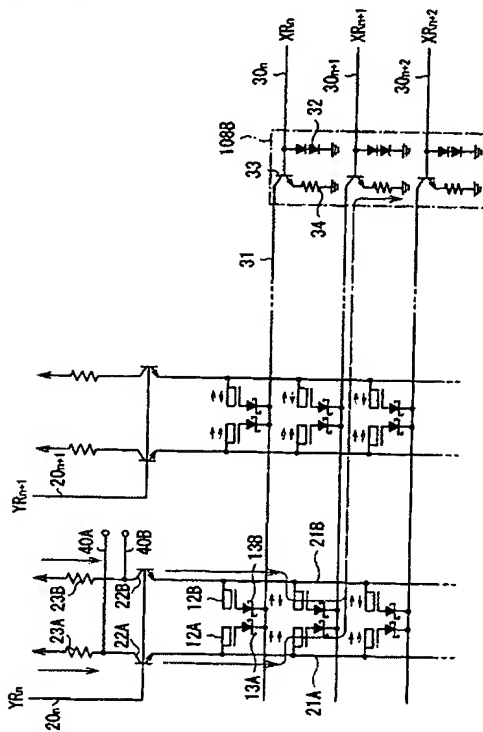 YRn
YRn+1
20n
20n+1
23A
23B
40A
40B
22A
22B
12A
12B
13B
13A
21A
21B
31
33
34
108B
32
30n
XRn
30n+1
XRn+1
30n+2
XRn+2